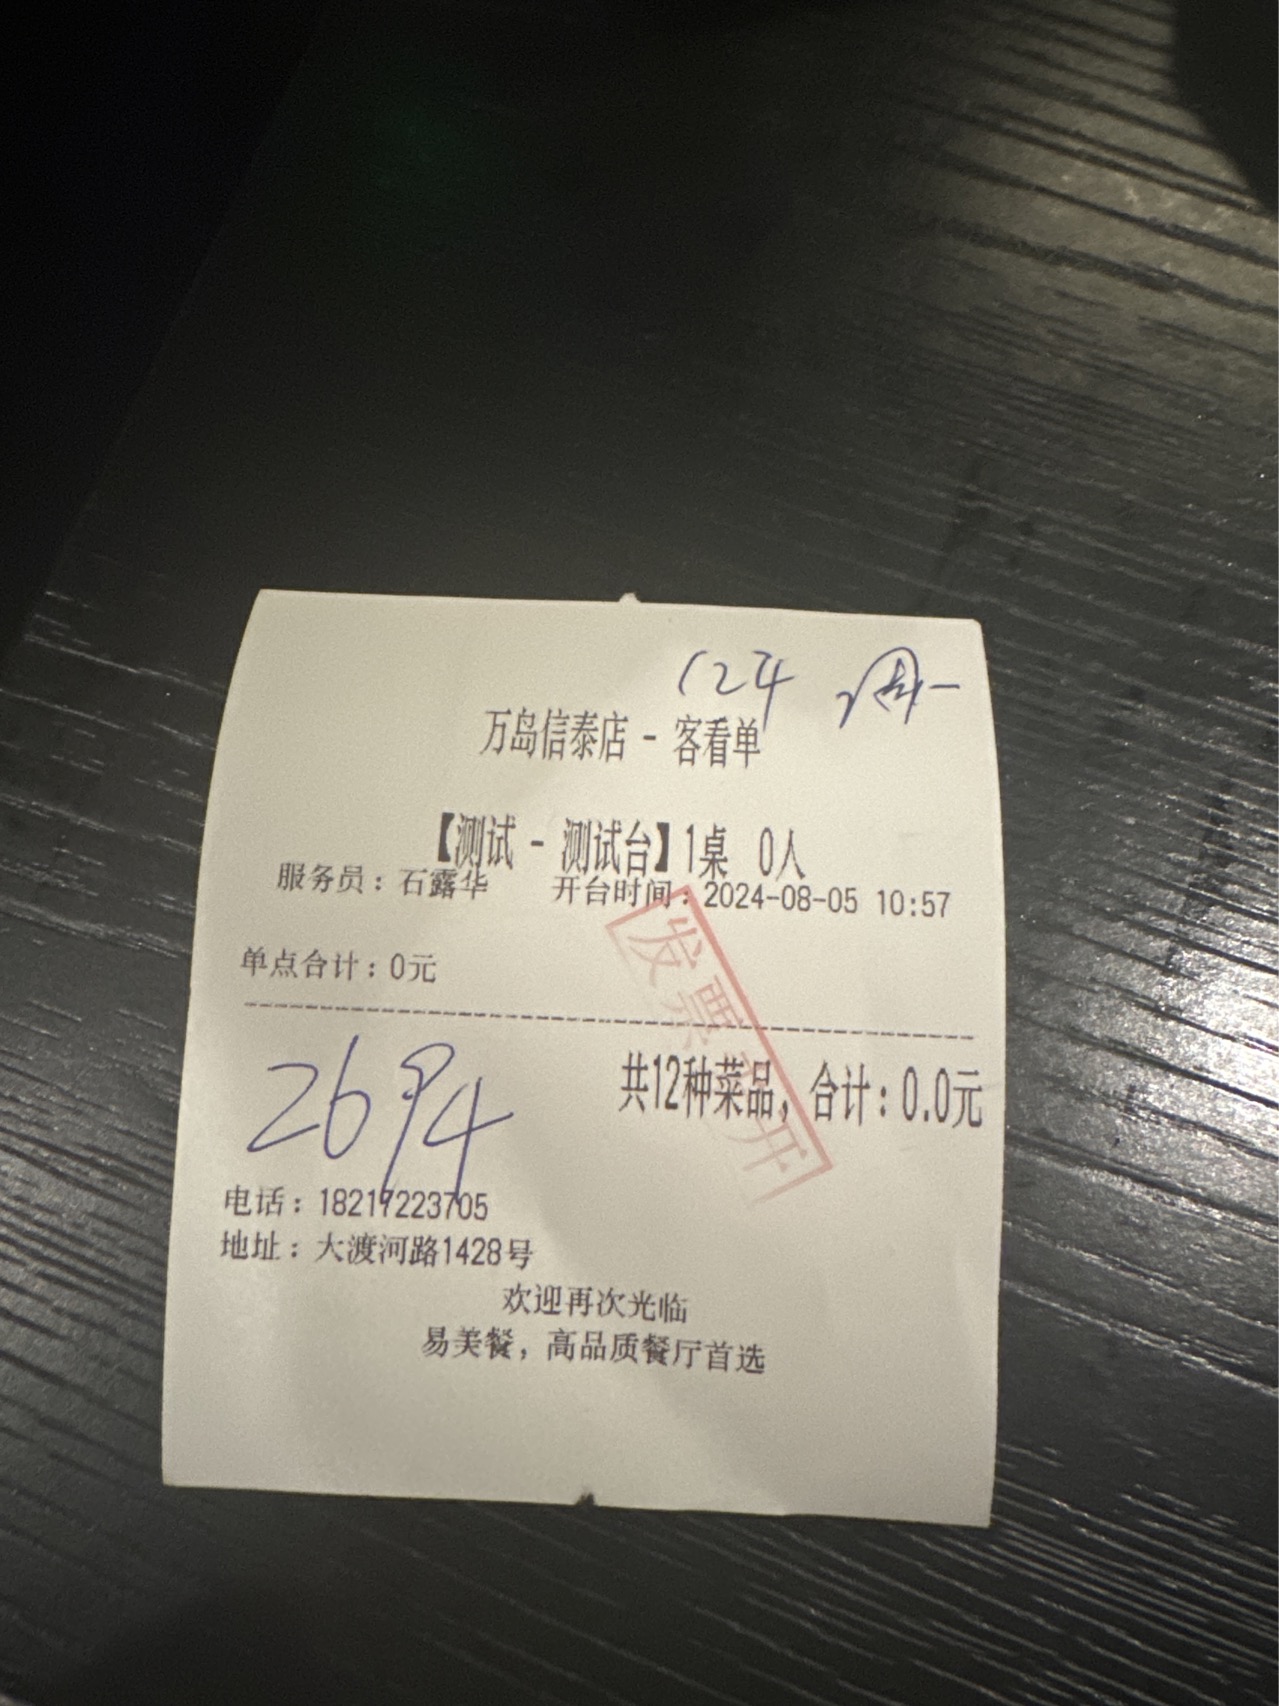 124
万岛信泰店 - 客看单
【测试 - 测试台】1桌 0人
服务员：石露华 开台时间：2024-08-05 10:57
单点合计：0元
发票 开
共12种菜品，合计：0.0元
2694
电话：18217223705
地址：大渡河路1428号
欢迎再次光临
易美餐，高品质餐厅首选